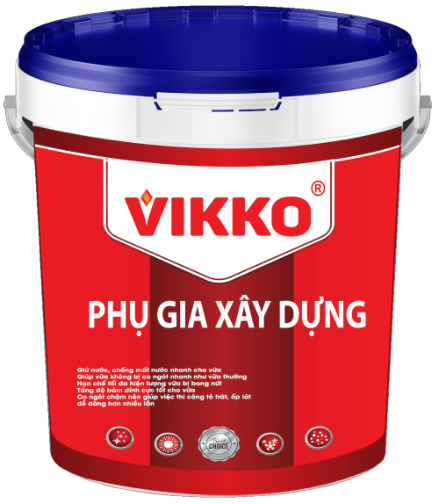 VIKKO®
PHỤ GIA XÂY DỰNG
Giữ nước, chống mất nước nhanh cho vữa
Giúp vữa không bị co ngót nhanh như vữa thường
Hạn chế tối đa hiện tượng vữa bị bong nứt
Tăng độ bám dính cực tốt cho vữa
Co ngót chậm nên giúp việc thi công tô trát, ốp lát
dễ dàng hơn nhiều lần
CHOICE